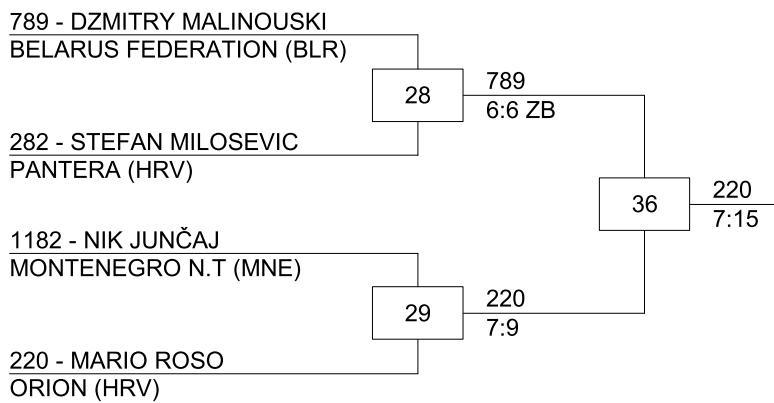 789 - DZMITRY MALINOUSKI
BELARUS FEDERATION (BLR)
28
789
6:6 ZB
282 - STEFAN MILOSEVIC
PANTERA (HRV)
36
220
7:15
1182 - NIK JUNČAJ
MONTENEGRO N.T (MNE)
29
220
7:9
220 - MARIO ROSO
ORION (HRV)